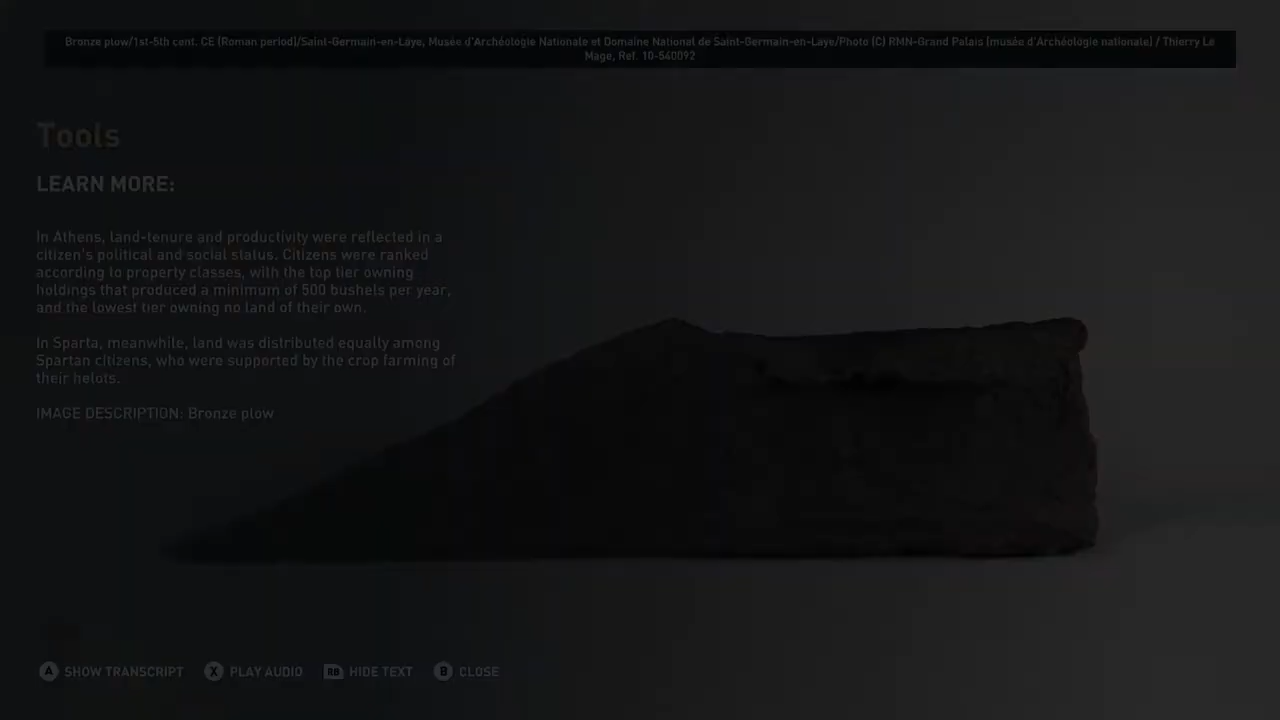 Bronze plow/1st-5th cent. CE (Roman period)/Saint-Germain-en-Laye, Musée d'Archéologie Nationale et Domaine National de Saint-Germain-en-Laye/Photo (C) RMN-Grand Palais (musée d'Archéologie nationale) / Thierry Le
Mage, Ref. 10-540092
Tools
LEARN MORE:
In Athens, land-tenure and productivity were reflected in a
citizen's political and social status. Citizens were ranked
according to property classes, with the top tier owning
holdings that produced a minimum of 500 bushels per year,
and the lowest tier owning no land of their own.
In Sparta, meanwhile, land was distributed equally among
Spartan citizens, who were supported by the crop farming of
their helots.
IMAGE DESCRIPTION: Bronze plow
A SHOW TRANSCRIPT X PLAY AUDIO RB HIDE TEXT B CLOSE